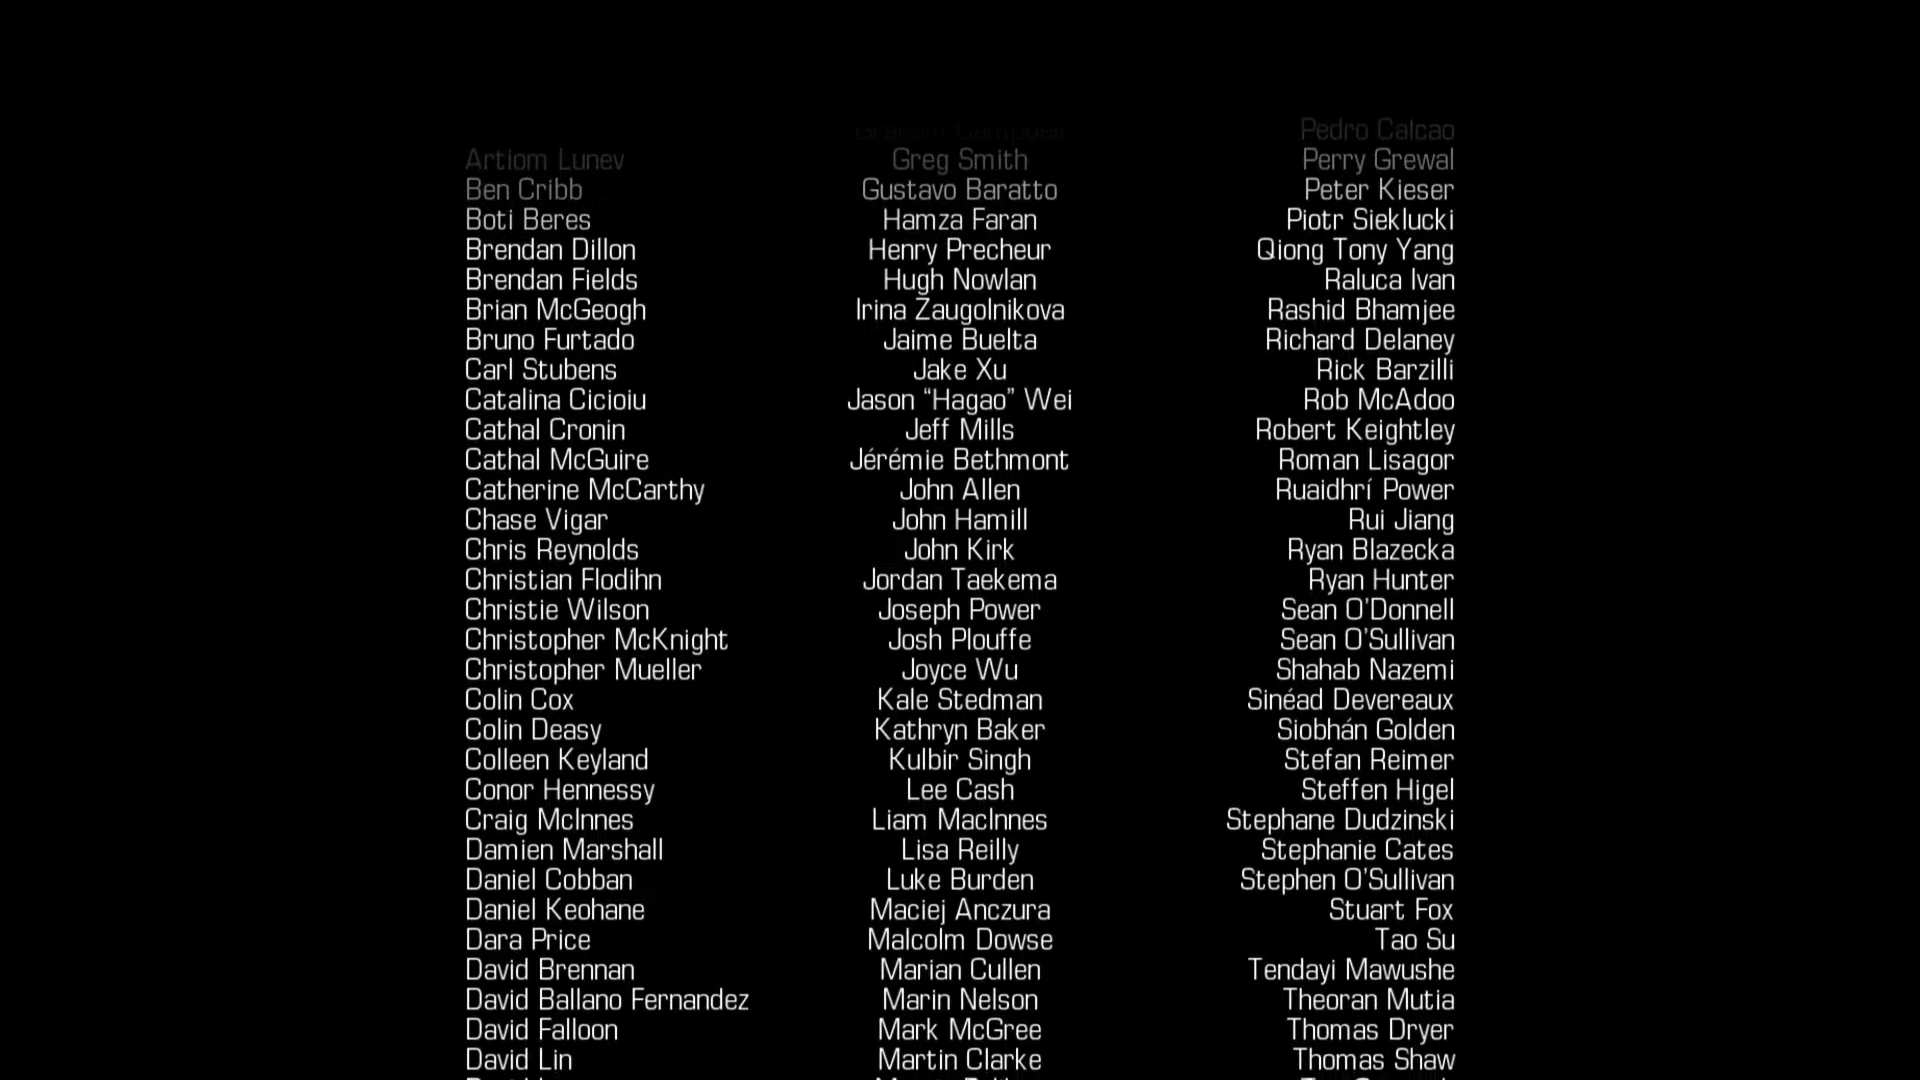 Pedro Calcao
Artiom Lunev Greg Smith Perry Grewal
Ben Cribb Gustavo Baratto Peter Kieser
Boti Beres Hamza Faran Piotr Sieklucki
Brendan Dillon Henry Precheur Qiong Tony Yang
Brendan Fields Hugh Nowlan Raluca Ivan
Brian McGeogh Irina Zaugolnikova Rashid Bhamjee
Bruno Furtado Jaime Buelta Richard Delaney
Carl Stubens Jake Xu Rick Barzilli
Catalina Cicioiu Jason “Hagao” Wei Rob McAdoo
Cathal Cronin Jeff Mills Robert Keightley
Cathal McGuire Jérémie Bethmont Roman Lisagor
Catherine McCarthy John Allen Ruaidhrí Power
Chase Vigar John Hamill Rui Jiang
Chris Reynolds John Kirk Ryan Blazecka
Christian Flodihn Jordan Taekema Ryan Hunter
Christie Wilson Joseph Power Sean O'Donnell
Christopher McKnight Josh Plouffe Sean O'Sullivan
Christopher Mueller Joyce Wu Shahab Nazemi
Colin Cox Kale Stedman Sinéad Devereaux
Colin Deasy Kathryn Baker Siobhán Golden
Colleen Keyland Kulbir Singh Stefan Reimer
Conor Hennessy Lee Cash Steffen Higel
Craig McInnes Liam MacInnes Stephane Dudzinski
Damien Marshall Lisa Reilly Stephanie Cates
Daniel Cobban Luke Burden Stephen O'Sullivan
Daniel Keohane Maciej Anczura Stuart Fox
Dara Price Malcolm Dowse Tao Su
David Brennan Marian Cullen Tendayi Mawushe
David Ballano Fernandez Marin Nelson Theoran Mutia
David Falloon Mark McGree Thomas Dryer
David Lin Martin Clarke Thomas Shaw